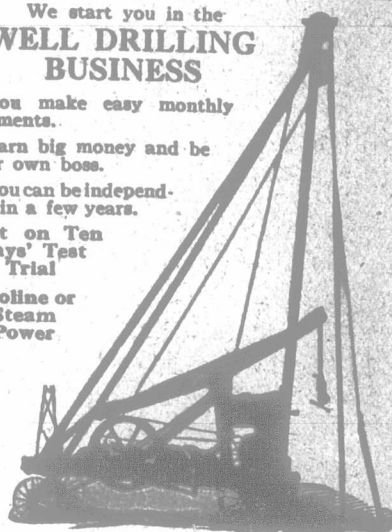 We start you in the
WELL DRILLING
BUSINESS
ou make easy monthly
ments.
arn big money and be
r own boss.
ou can be independ-
in a few years.
t on Ten
ays' Test
Trial
oline or
Steam
Power